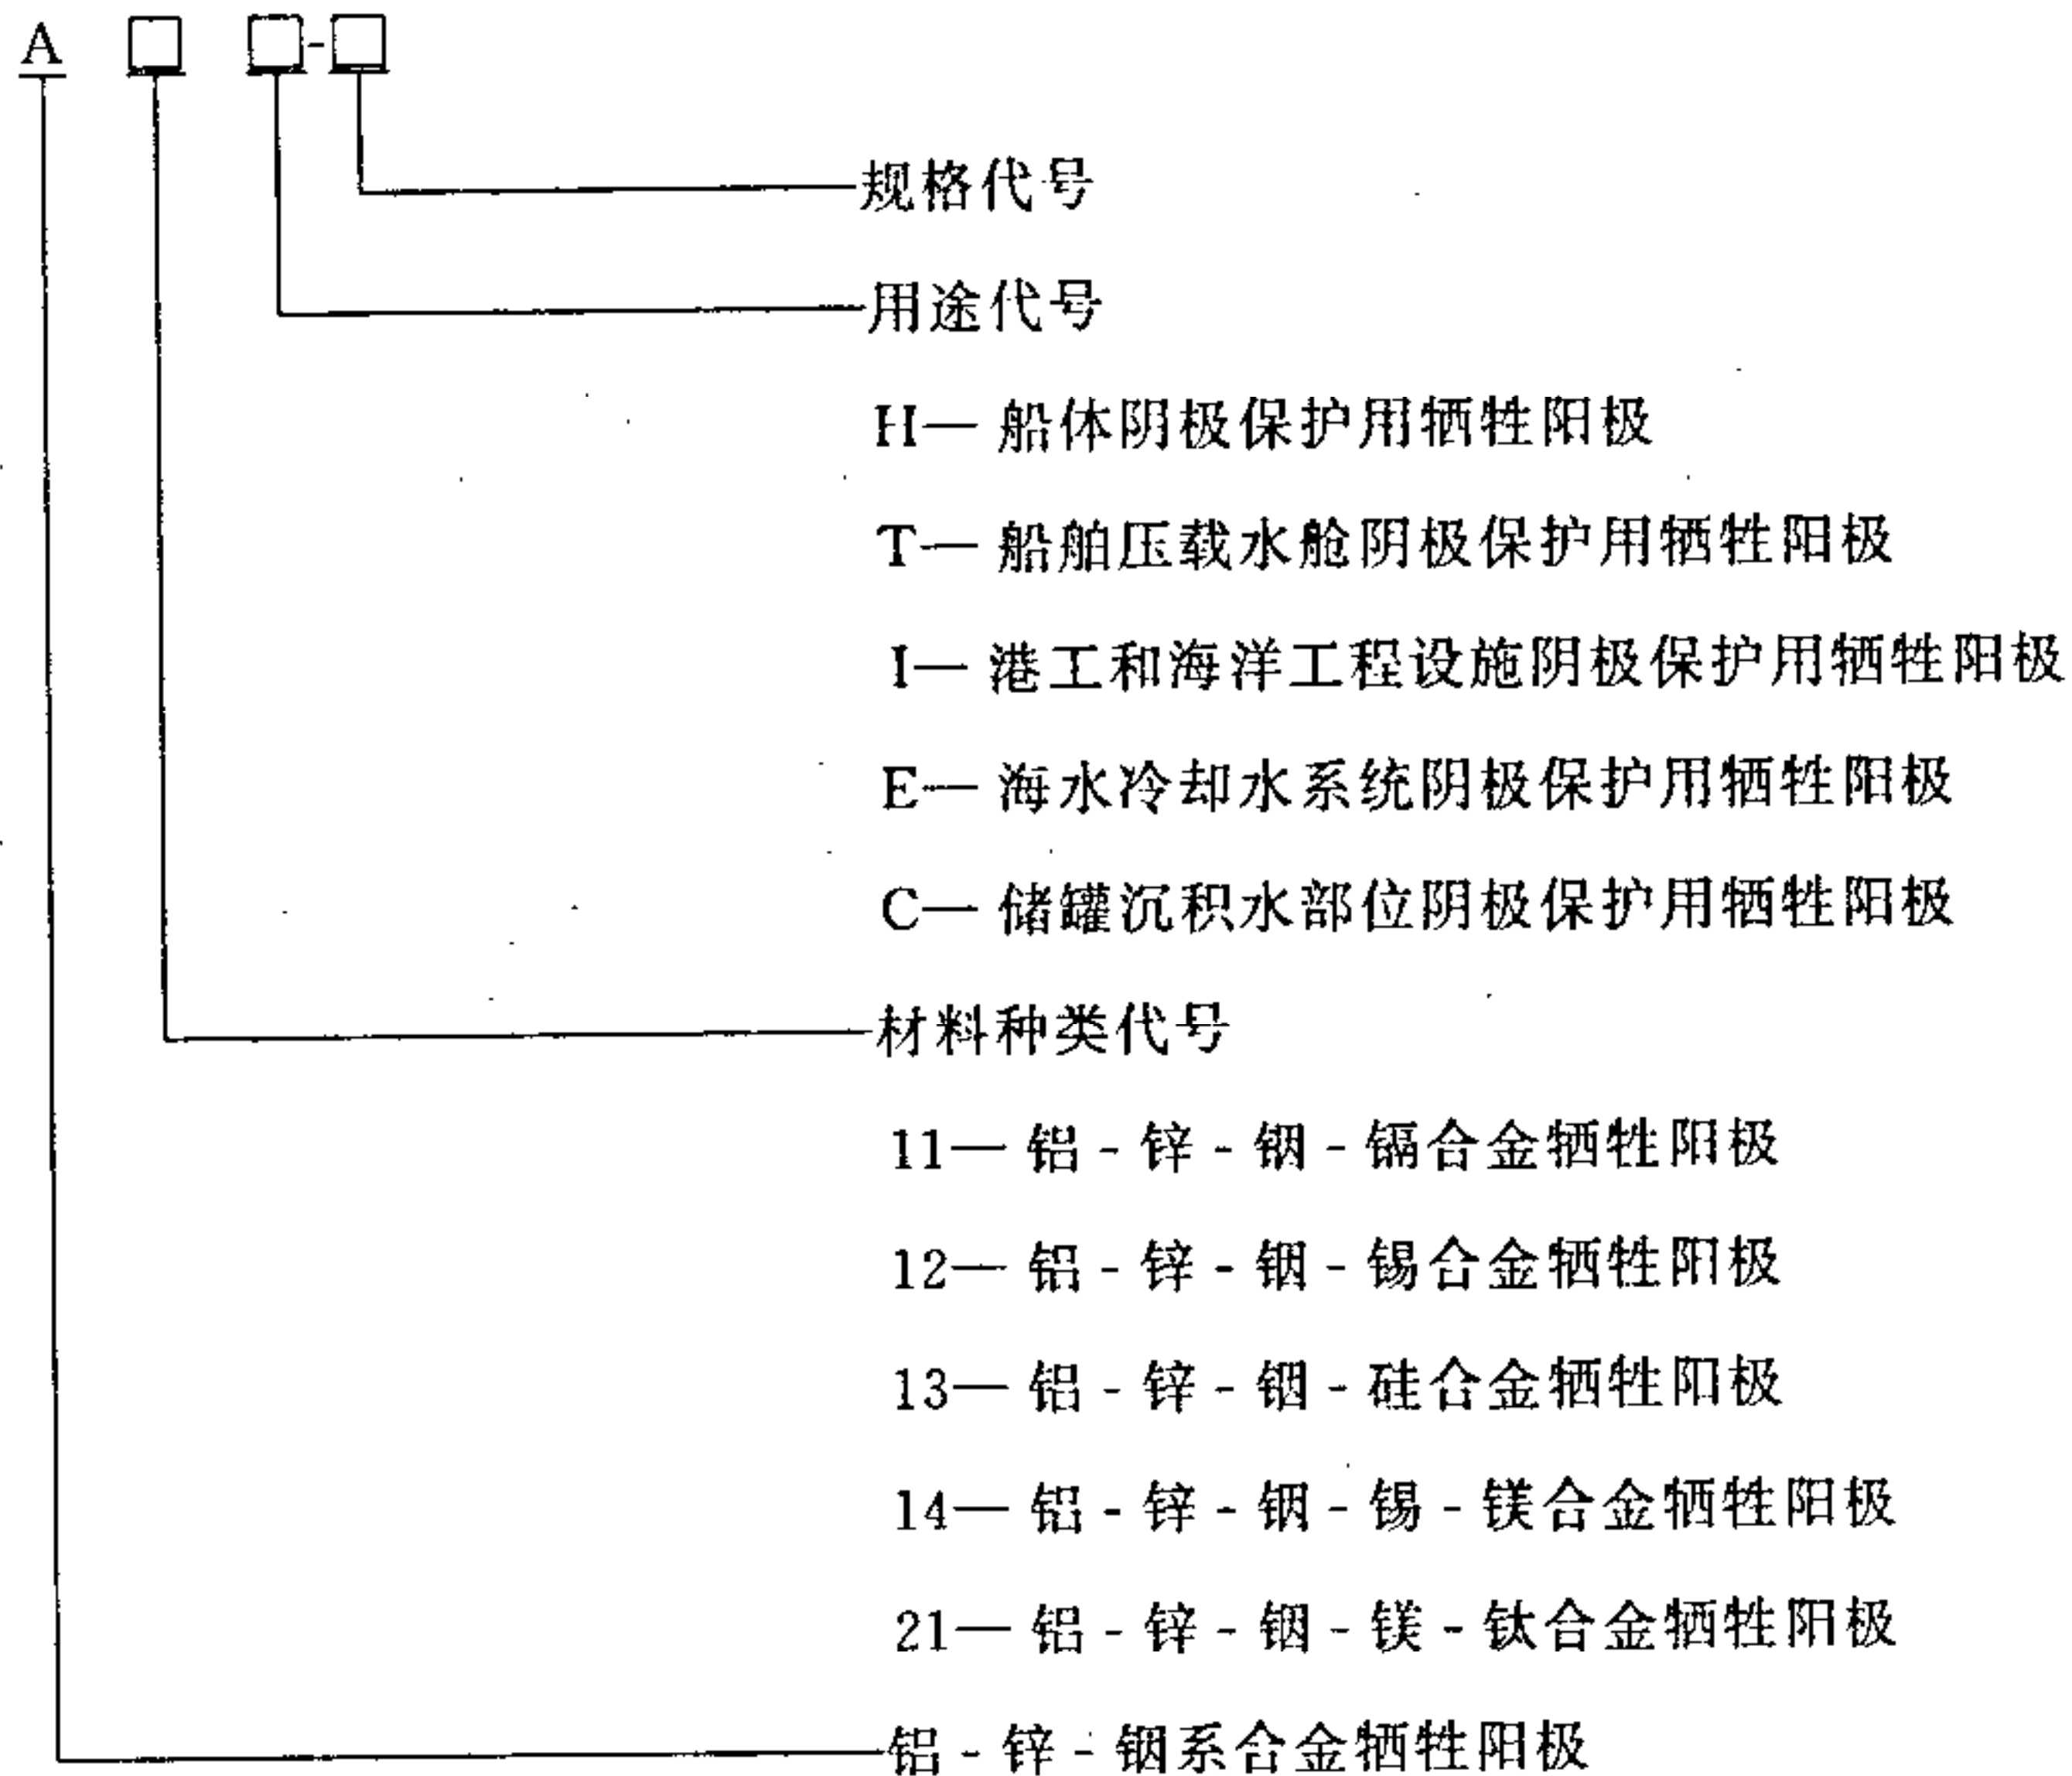 A □ □-□
规格代号
用途代号
H— 船体阴极保护用牺牲阳极
T— 船舶压载水舱阴极保护用牺牲阳极
I— 港工和海洋工程设施阴极保护用牺牲阳极
E— 海水冷却水系统阴极保护用牺牲阳极
C— 储罐沉积水部位阴极保护用牺牲阳极
材料种类代号
11— 铝-锌-铟-镉合金牺牲阳极
12— 铝-锌-铟-锡合金牺牲阳极
13— 铝-锌-铟-硅合金牺牲阳极
14— 铝-锌-铟-锡-镁合金牺牲阳极
21— 铝-锌-铟-镁-钛合金牺牲阳极
铝-锌-铟系合金牺牲阳极